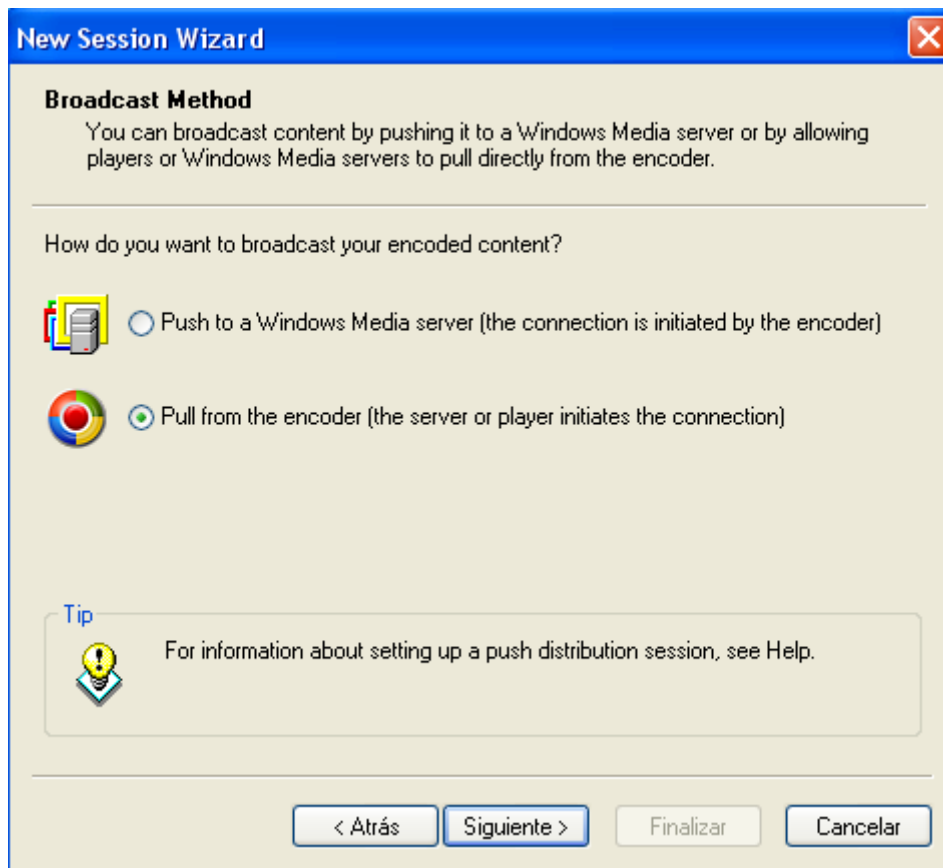 New Session Wizard
Broadcast Method
You can broadcast content by pushing it to a Windows Media server or by allowing
players or Windows Media servers to pull directly from the encoder.
How do you want to broadcast your encoded content?
Push to a Windows Media server (the connection is initiated by the encoder)
Pull from the encoder (the server or player initiates the connection)
Tip
For information about setting up a push distribution session, see Help.
< Atrás Siguiente > Finalizar Cancelar